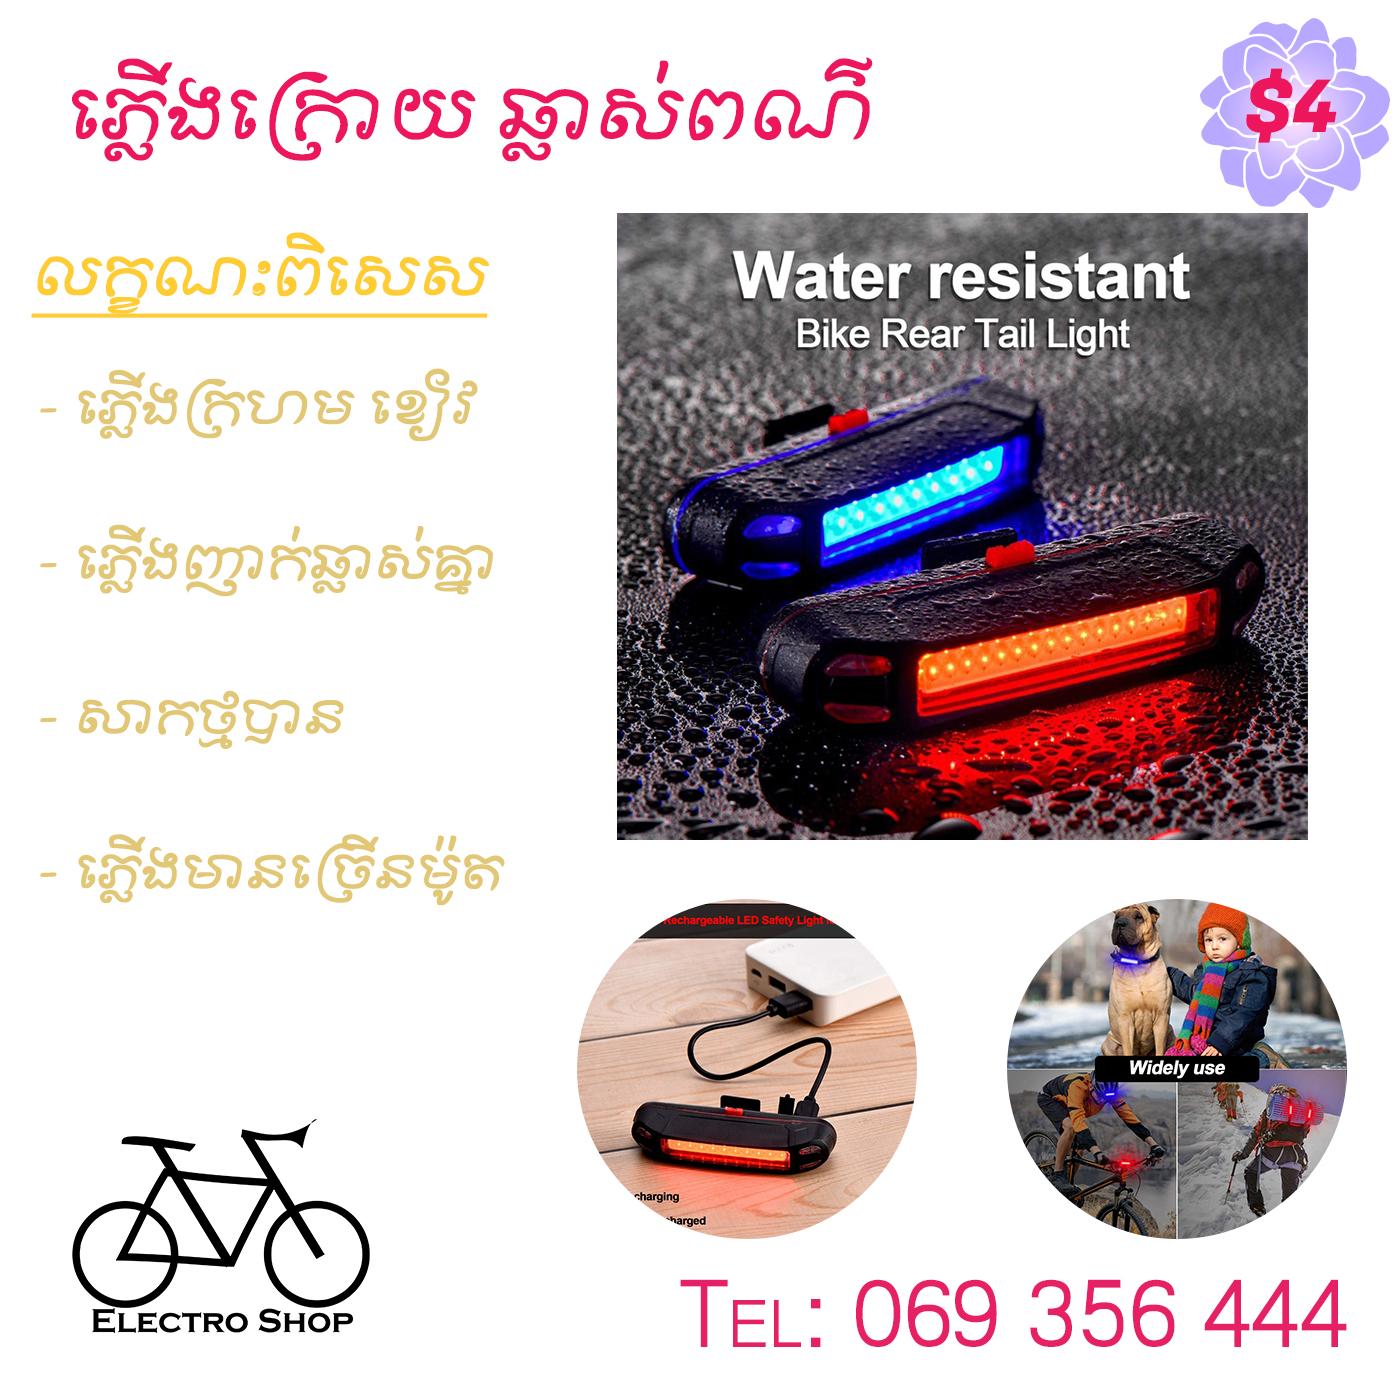 ភ្លើងក្រោយ ឆ្លាស់ពណ៌
$4
លក្ខណៈពិសេស
- ភ្លើងក្រហម ខៀវ
- ភ្លើងញាក់ឆ្លាស់គ្នា
- សាកថ្មបាន
- ភ្លើងមានច្រើនម៉ូត
Water resistant
Bike Rear Tail Light
Rechargeable LED Safety Light
charging
charged
Widely use
ELECTRO SHOP
TEL: 069 356 444